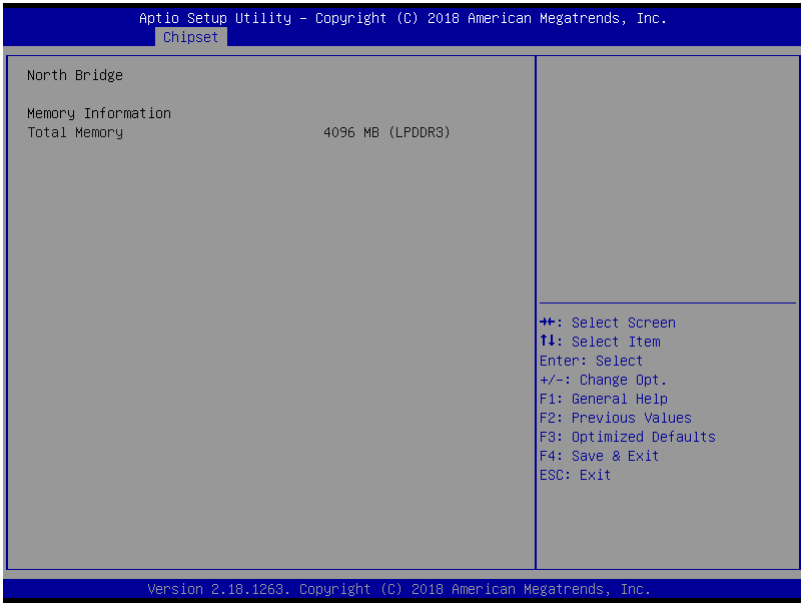 Aptio Setup Utility – Copyright (C) 2018 American Megatrends, Inc.
Chipset
North Bridge
Memory Information
Total Memory 4096 MB (LPDDR3)
→←: Select Screen
↑↓: Select Item
Enter: Select
+/-: Change Opt.
F1: General Help
F2: Previous Values
F3: Optimized Defaults
F4: Save & Exit
ESC: Exit
Version 2.18.1263. Copyright (C) 2018 American Megatrends, Inc.